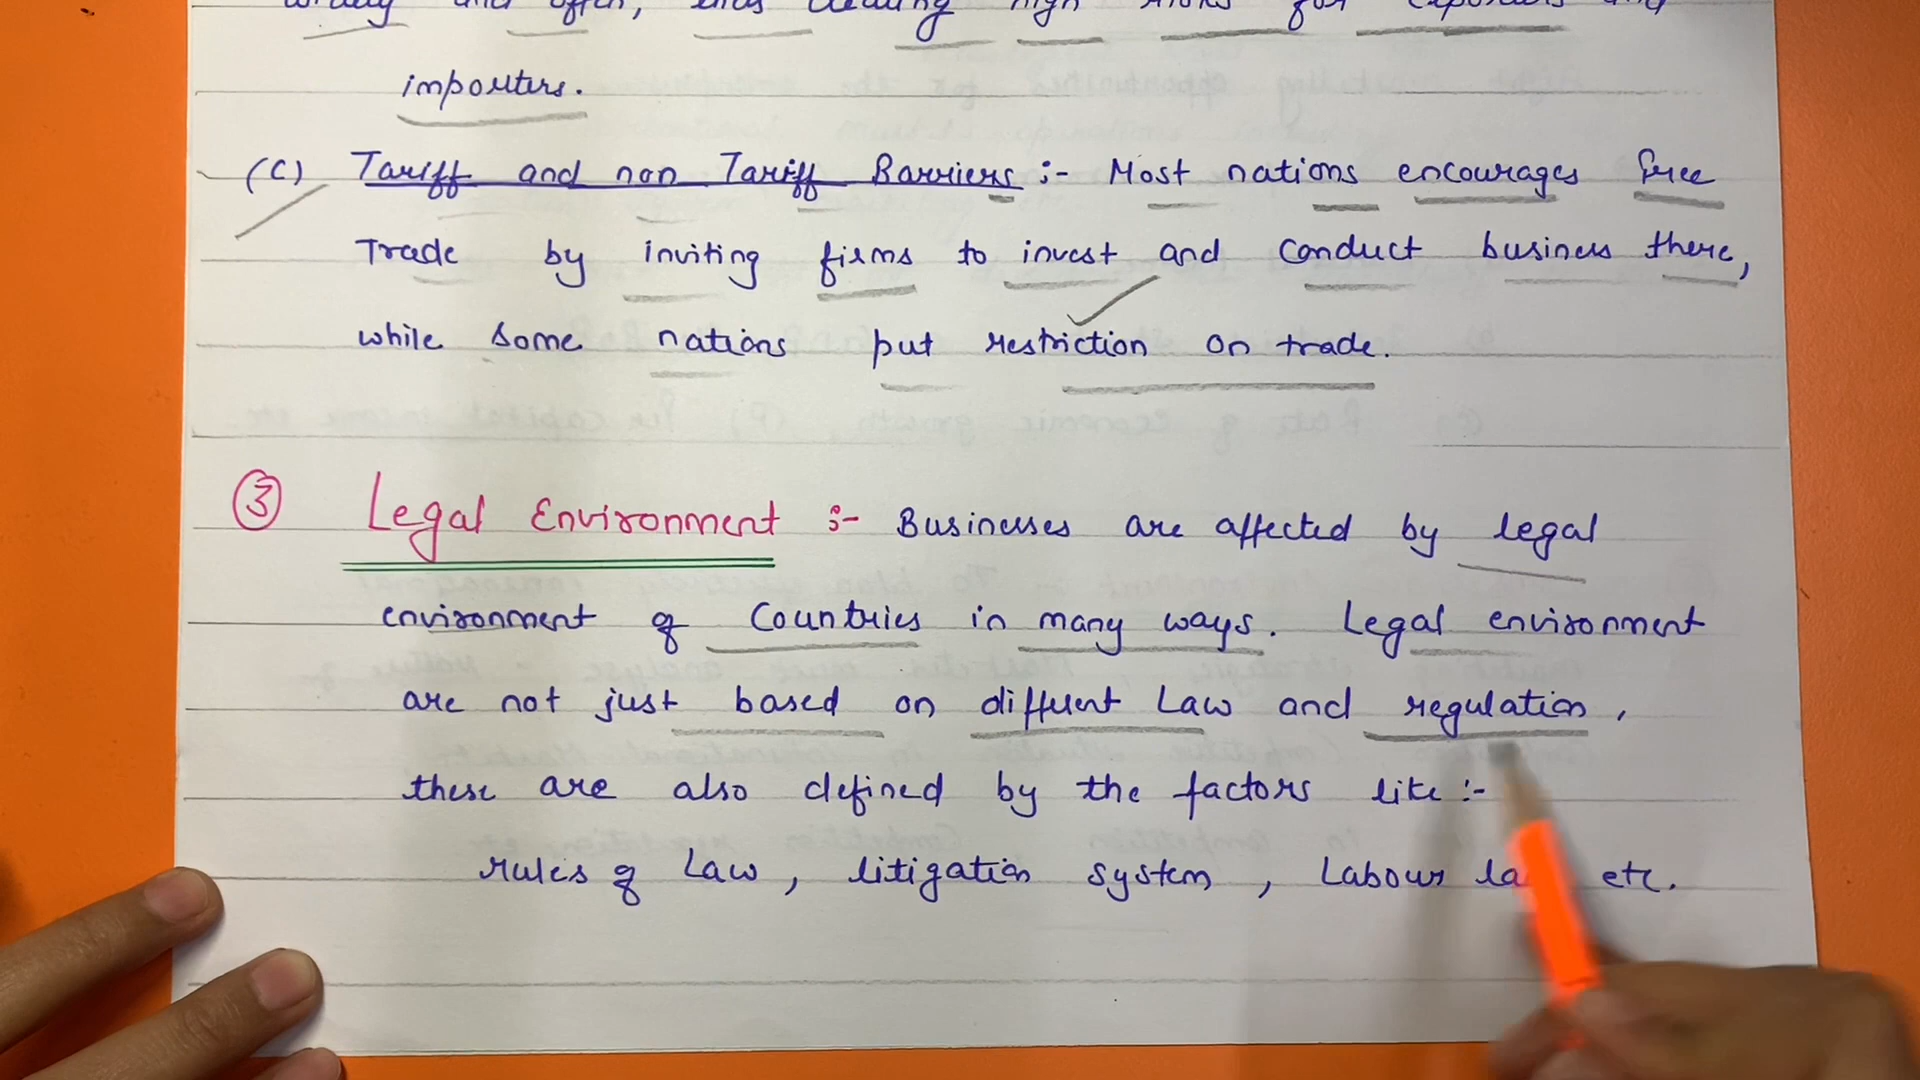 importers.
(C) Tariff and non Tariff Barriers :- Most nations encourages free
Trade by inviting firms to invest and conduct business there,
while some nations put restriction on trade.
③ Legal Environment :- Businesses are affected by legal
environment of Countries in many ways. Legal environment
are not just based on different Law and regulation,
these are also defined by the factors like :-
rules of Law, litigation system, Labour etc.